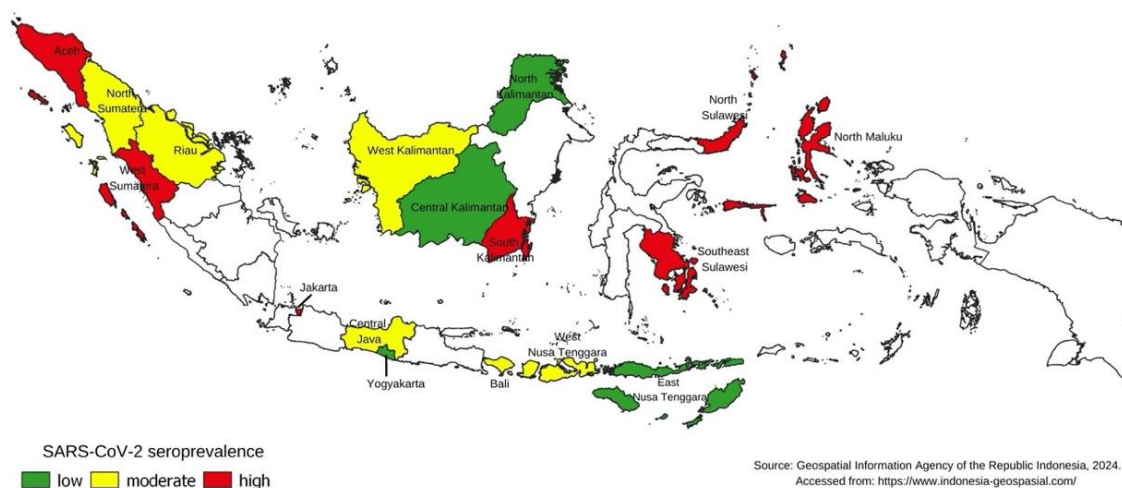 Aceh
North
Sumatera
Riau
West
Sumatera
North
Kalimantan
West Kalimantan
Central Kalimantan
South
Kalimantan
North
Sulawesi
North Maluku
Southeast
Sulawesi
Jakarta
Central
Java
Yogyakarta
Bali
West
Nusa Tenggara
East
Nusa Tenggara
SARS-CoV-2 seroprevalence
low moderate high
Source: Geospatial Information Agency of the Republic Indonesia, 2024.
Accessed from: https://www.indonesia-geospasial.com/